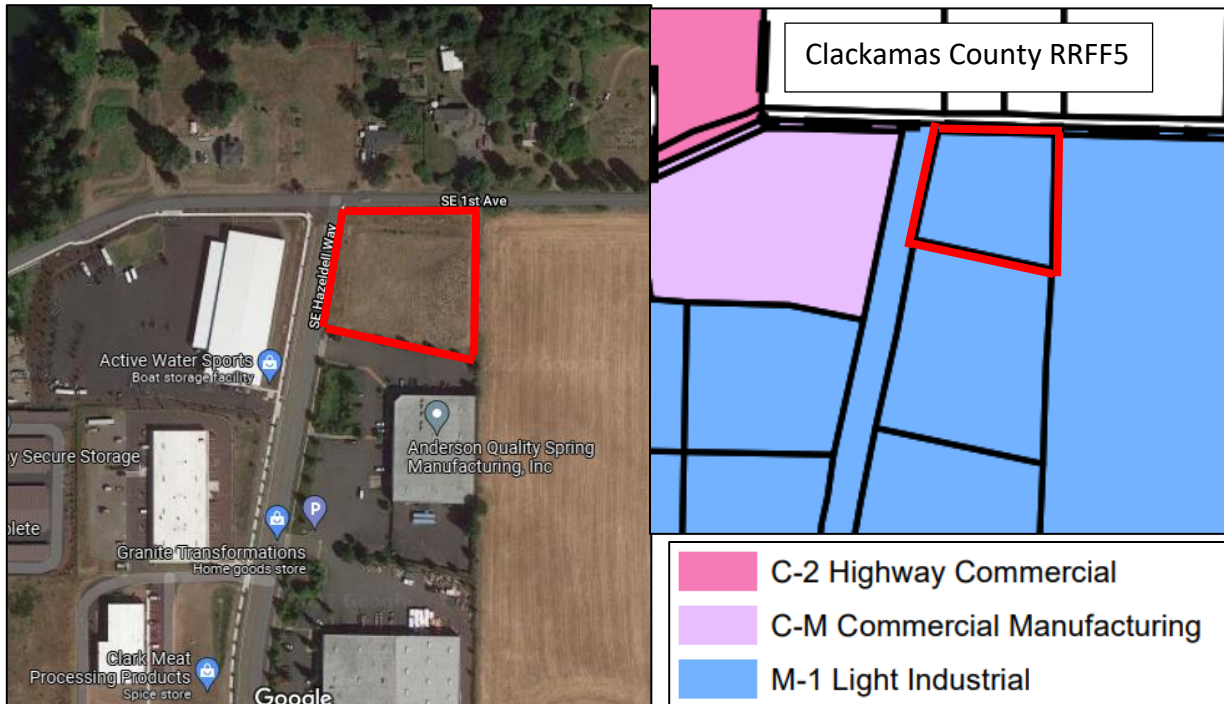 SE 1st Ave
SE Hazeldell Way
Active Water Sports
Boat storage facility
Anderson Quality Spring
Manufacturing, Inc
y Secure Storage
plete
P
Granite Transformations
Home goods store
Clark Meat
Processing Products
Spice store
Google
Clackamas County RRFF5
C-2 Highway Commercial
C-M Commercial Manufacturing
M-1 Light Industrial